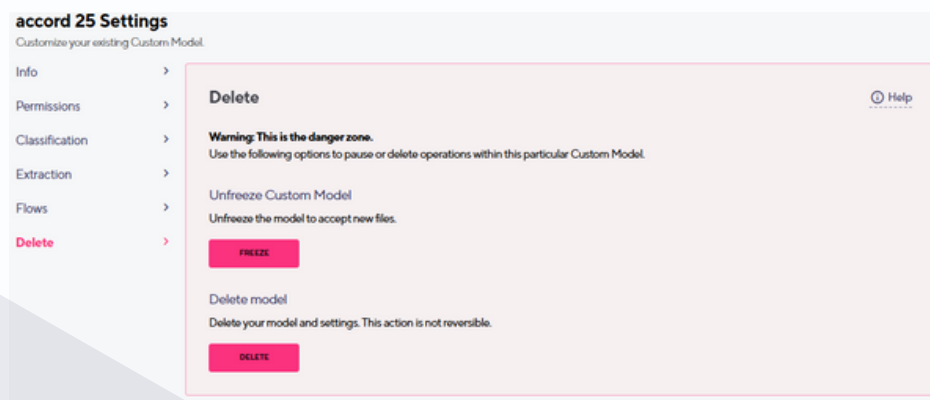 accord 25 Settings
Customize your existing Custom Model.
Info
Permissions
Classification
Extraction
Flows
Delete
Delete
Help
Warning: This is the danger zone.
Use the following options to pause or delete operations within this particular Custom Model.
Unfreeze Custom Model
Unfreeze the model to accept new files.
FREEZE
Delete model
Delete your model and settings. This action is not reversible.
DELETE